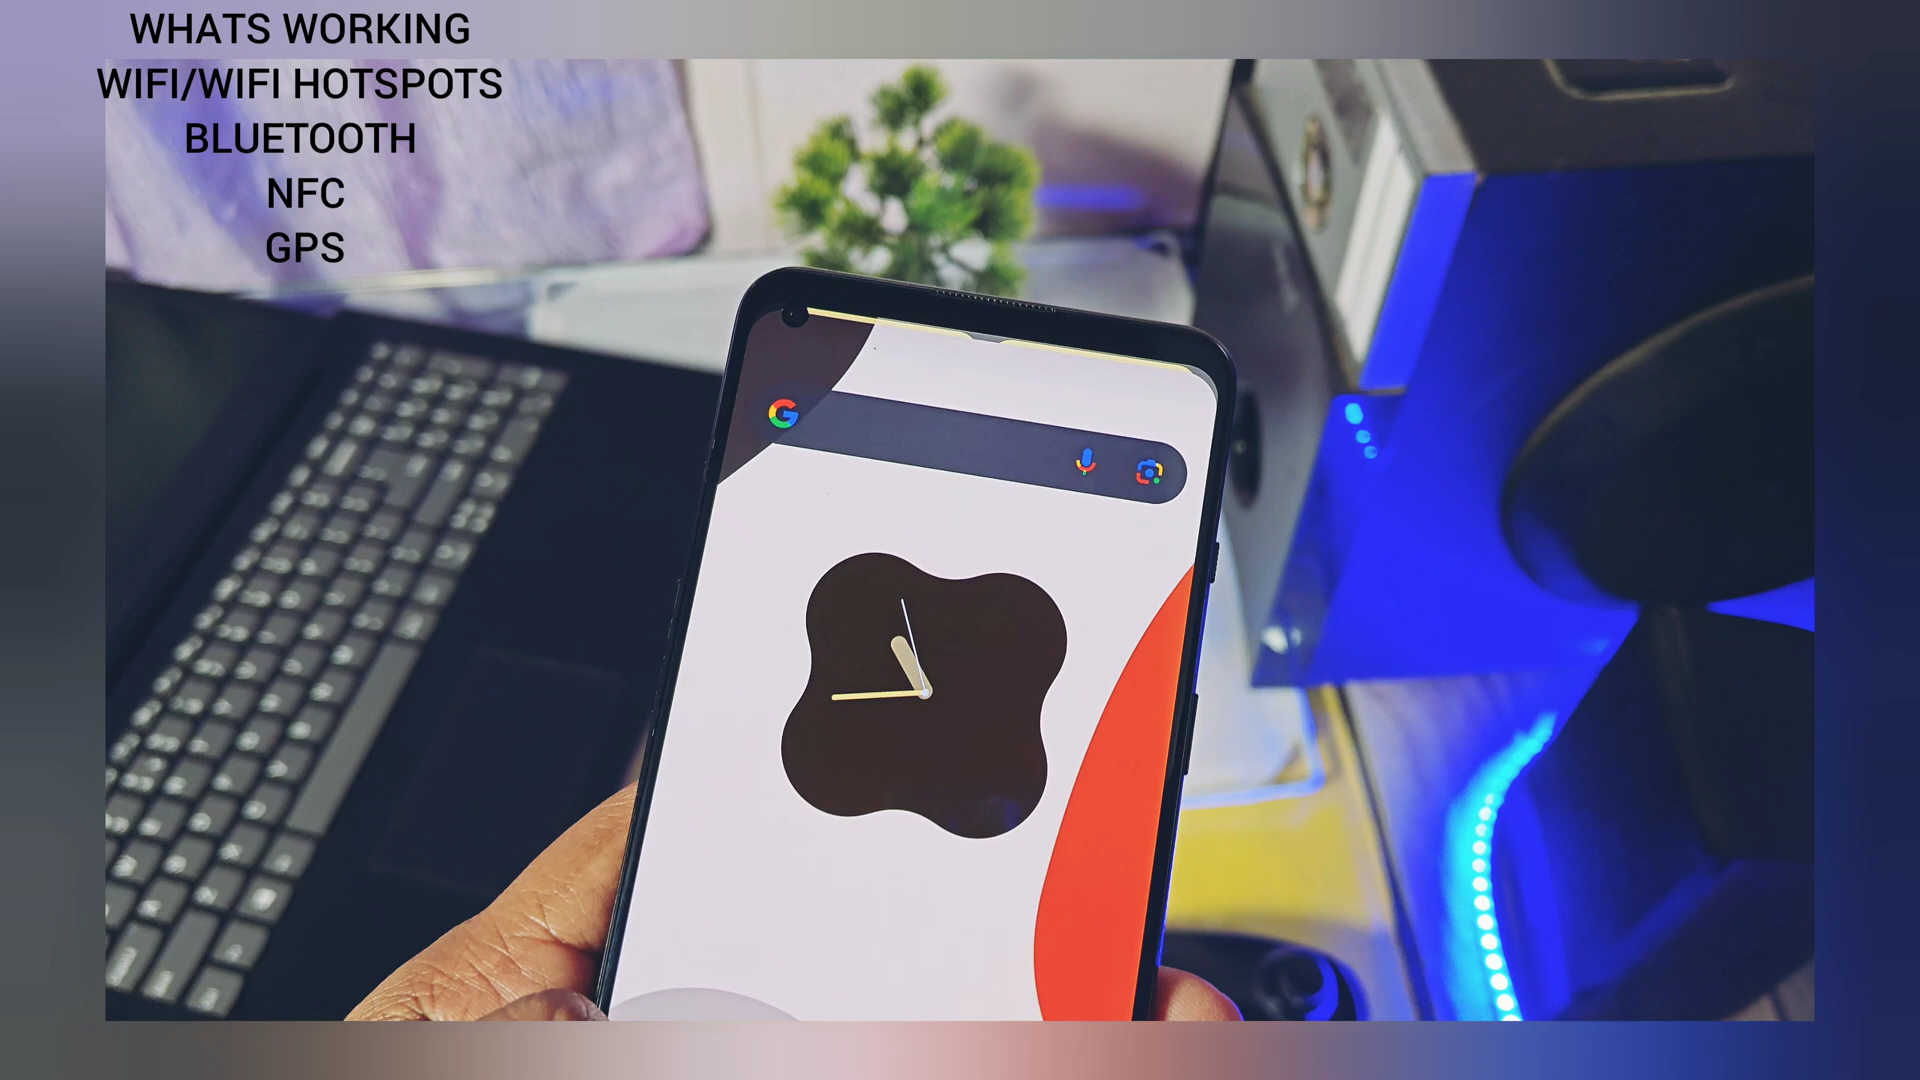 WHATS WORKING
WIFI/WIFI HOTSPOTS
BLUETOOTH
NFC
GPS